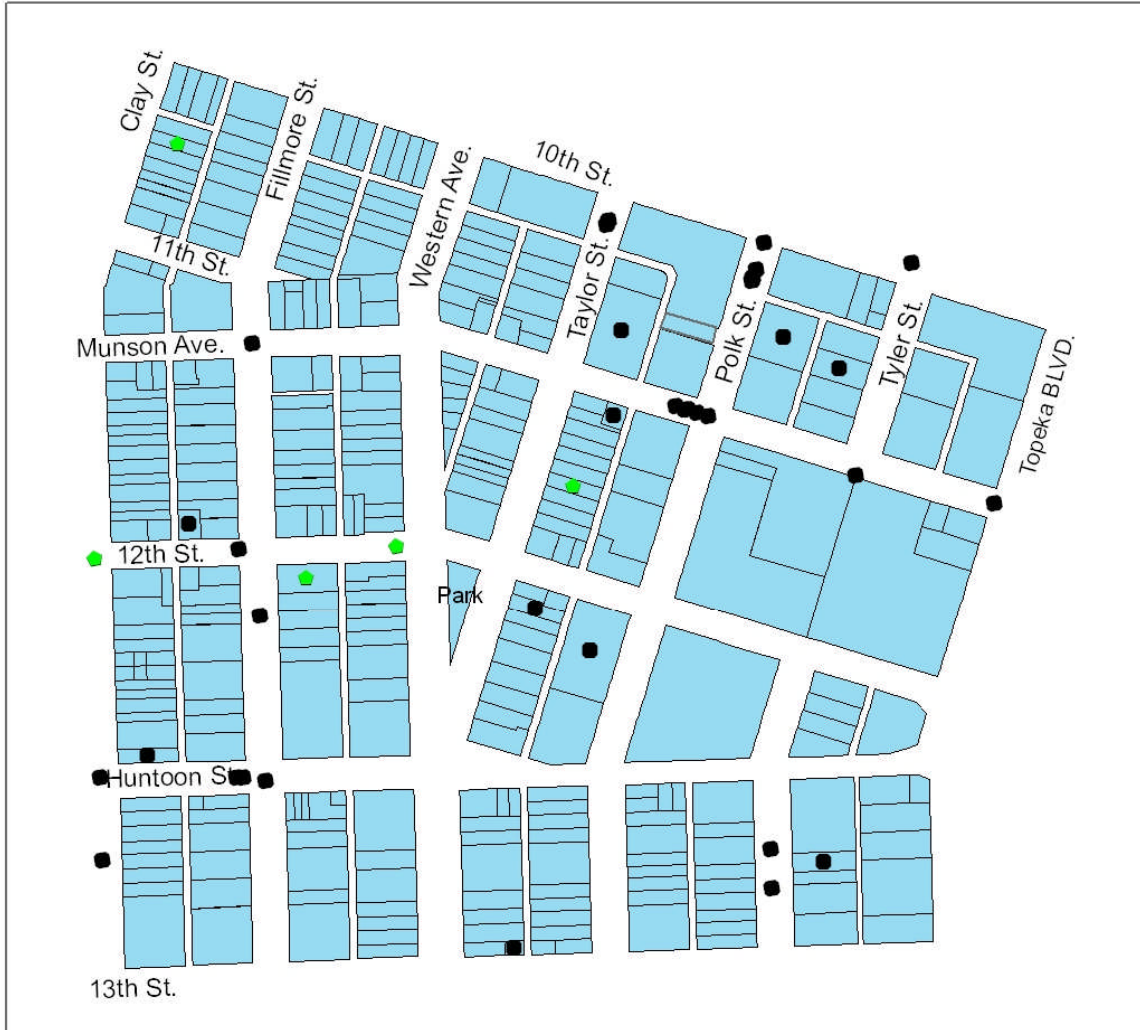 Clay St.
Fillmore St.
10th St.
Western Ave.
11th St.
Taylor St.
Polk St.
Tyler St.
Topeka BLVD.
Munson Ave.
12th St.
Park
Huntoon St.
13th St.